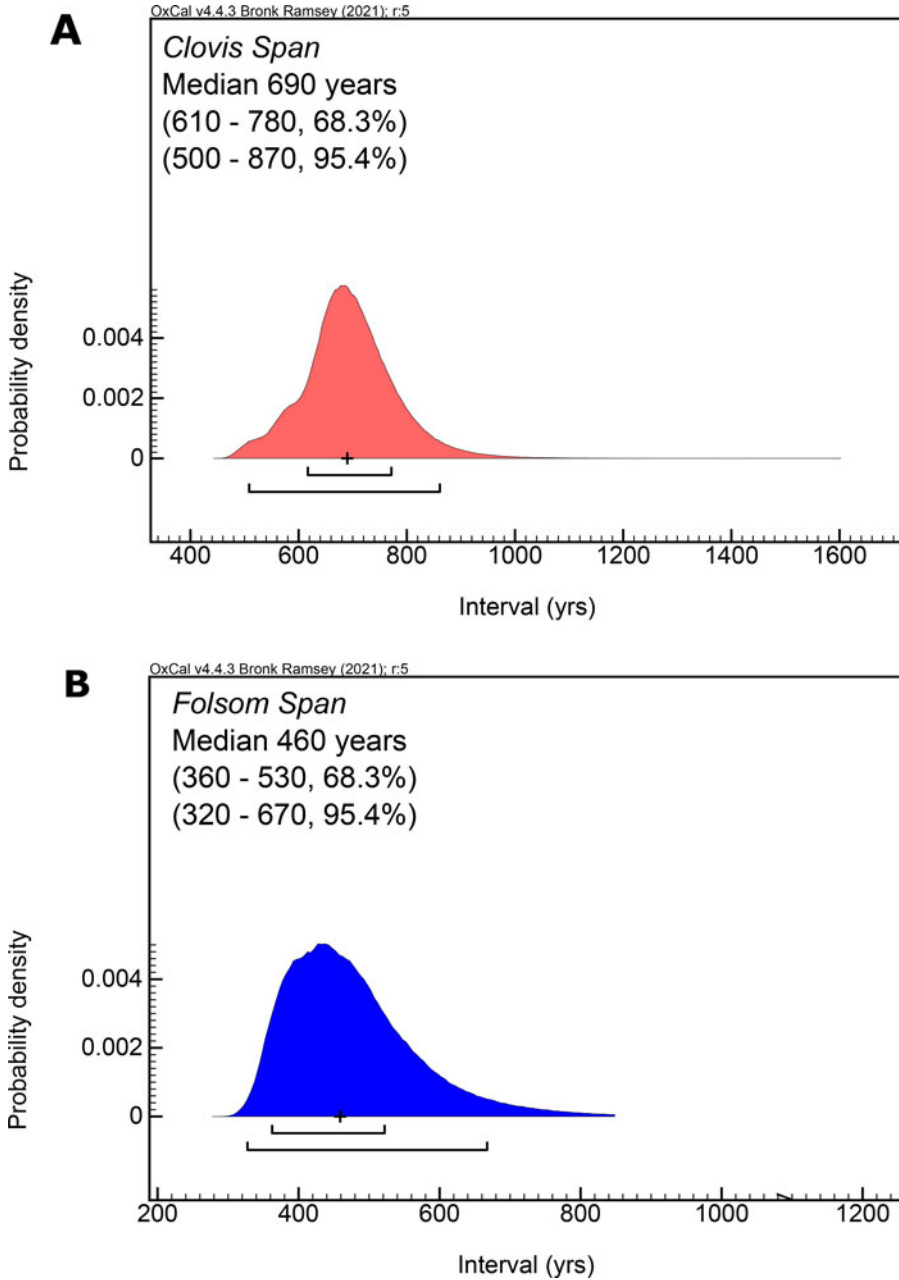 OxCal v4.4.3 Bronk Ramsey (2021); r:5
A
Clovis Span
Median 690 years
(610 - 780, 68.3%)
(500 - 870, 95.4%)
Probability density
0.004
0.002
0
400 600 800 1000 1200 1400 1600
Interval (yrs)
OxCal v4.4.3 Bronk Ramsey (2021); r:5
B
Folsom Span
Median 460 years
(360 - 530, 68.3%)
(320 - 670, 95.4%)
Probability density
0.004
0.002
0
200 400 600 800 1000 1200
Interval (yrs)